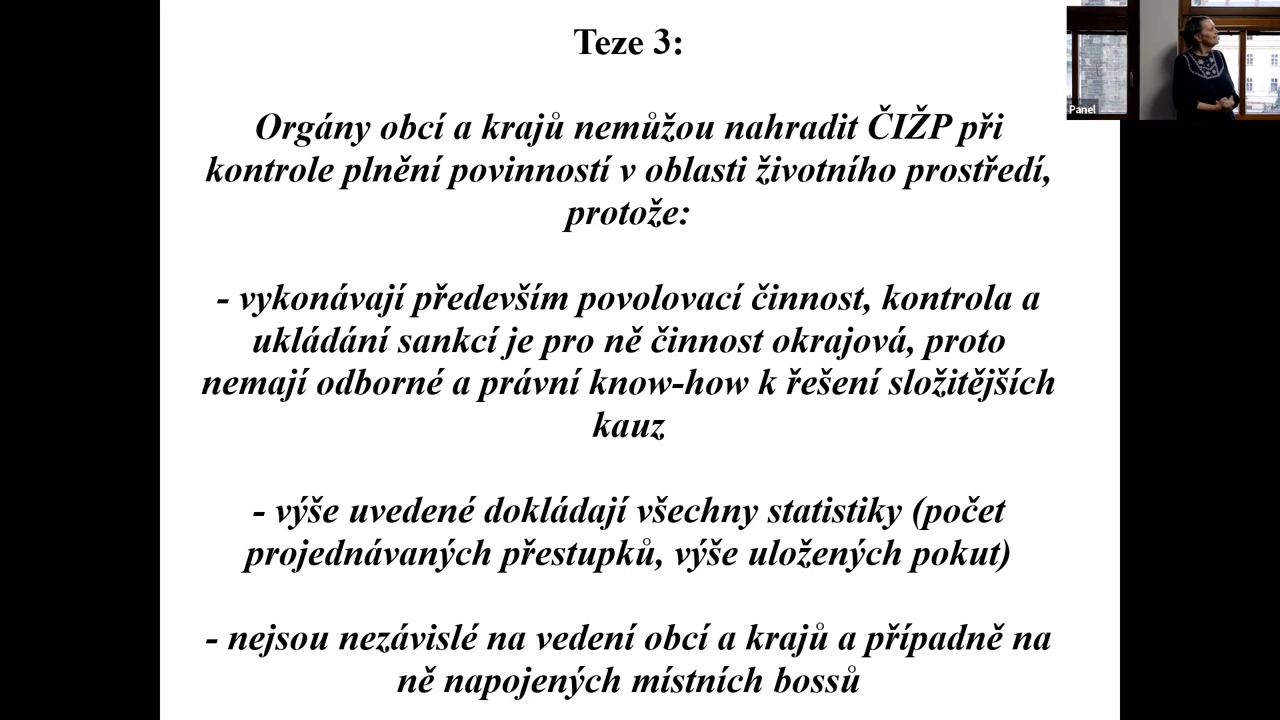 Teze 3:
Orgány obcí a krajů nemůžou nahradit ČIŽP při
kontrole plnění povinností v oblasti životního prostředí,
protože:
- vykonávají především povolovací činnost, kontrola a
ukládání sankcí je pro ně činnost okrajová, proto
nemají odborné a právní know-how k řešení složitějších
kauz
- výše uvedené dokládají všechny statistiky (počet
projednávaných přestupků, výše uložených pokut)
- nejsou nezávislé na vedení obcí a krajů a případně na
ně napojených místních bossů
Panel